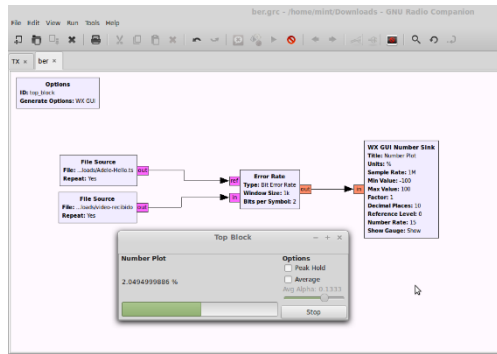 ber.grc - /home/mint/Downloads - GNU Radio Companion
File Edit View Run Tools Help
TX ×
ber ×
Options
ID: top_block
Generate Options: WX GUI
File Source
File: ...loads/Adele-Hello.ts
Repeat: Yes
out
File Source
File: ...loads/video-recibido
Repeat: Yes
out
ref
in
Error Rate
Type: Bit Error Rate
Window Size: 1k
Bits per Symbol: 2
out
in
WX GUI Number Sink
Title: Number Plot
Units: %
Sample Rate: 1M
Min Value: -100
Max Value: 100
Factor: 1
Decimal Places: 10
Reference Level: 0
Number Rate: 15
Show Gauge: Show
Top Block
Number Plot
2.0494999886 %
Options
Peak Hold
Average
Avg Alpha: 0.1333
Stop